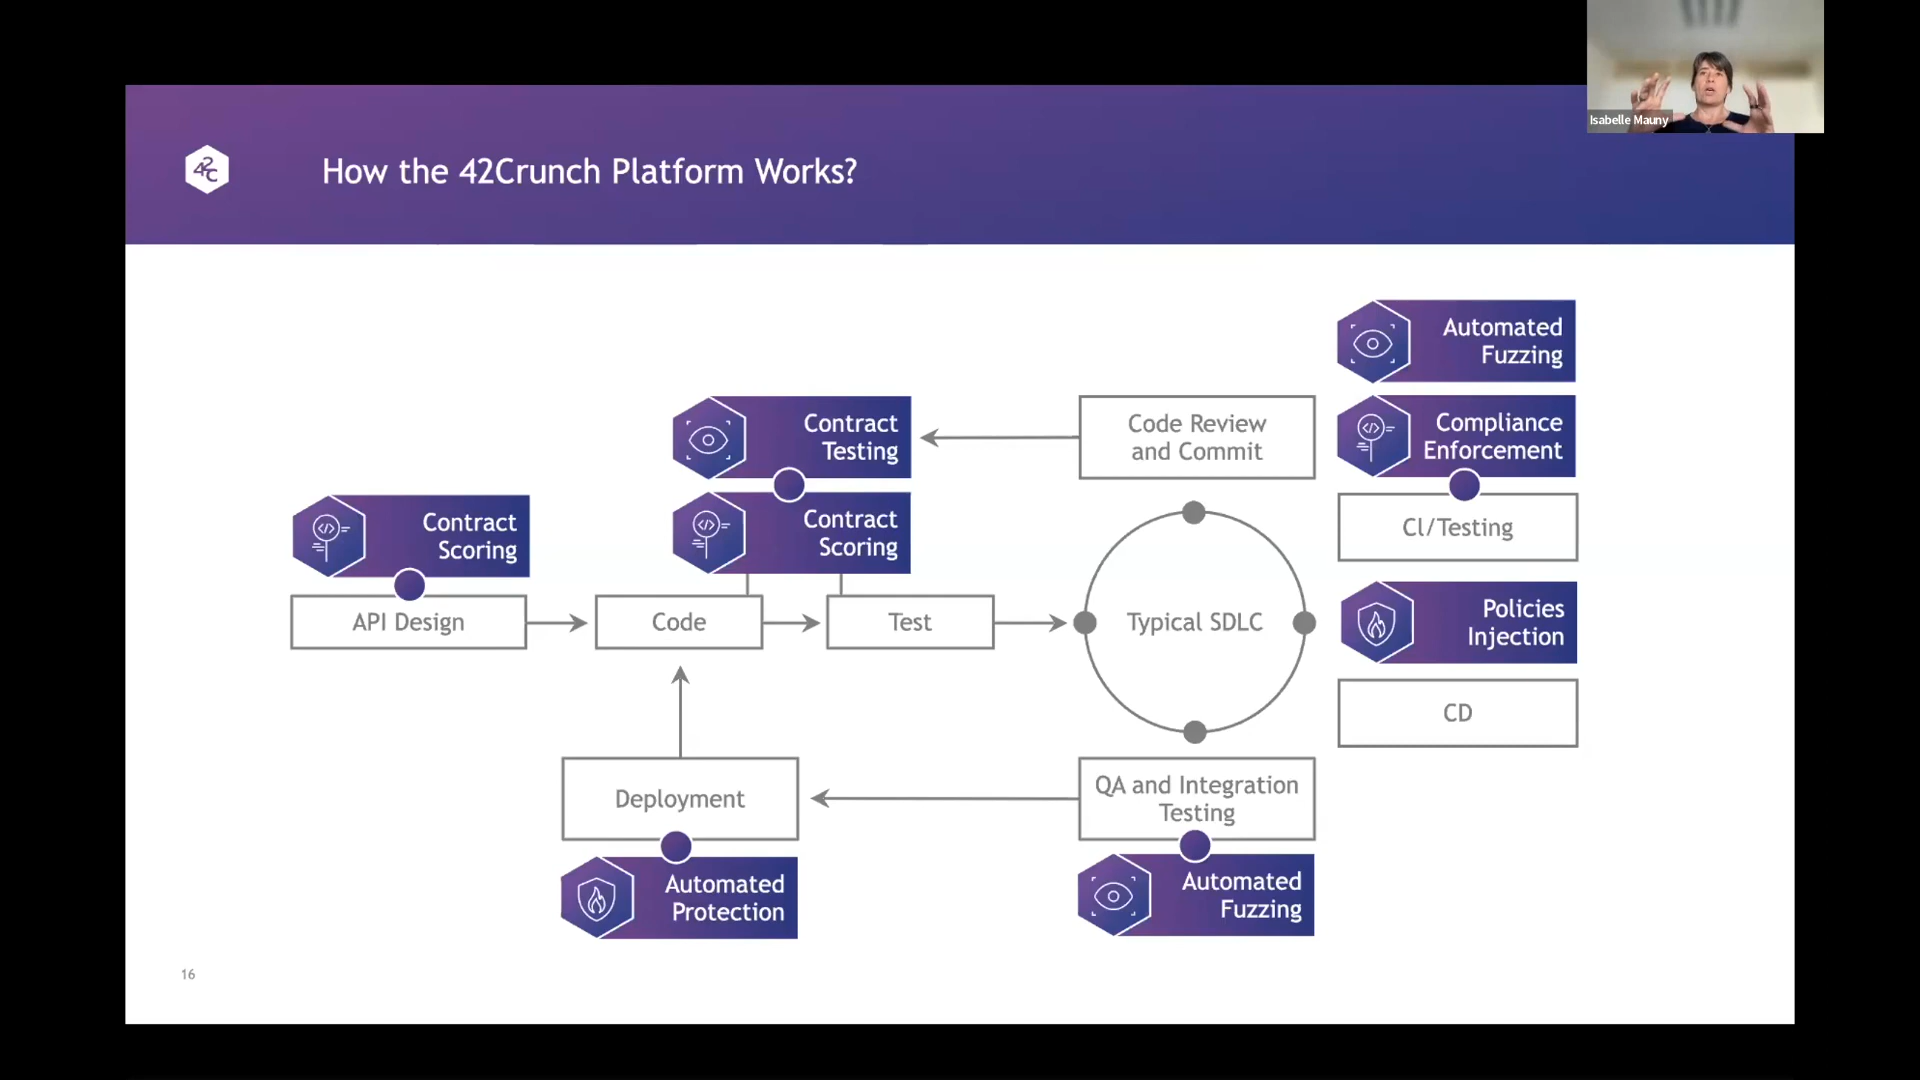 Isabelle Mauny
42C
How the 42Crunch Platform Works?
Automated
Fuzzing
Contract
Testing
Code Review
and Commit
Compliance
Enforcement
Contract
Scoring
Contract
Scoring
Cl/Testing
API Design
Code
Test
Typical SDLC
Policies
Injection
CD
Deployment
QA and Integration
Testing
Automated
Protection
Automated
Fuzzing
16